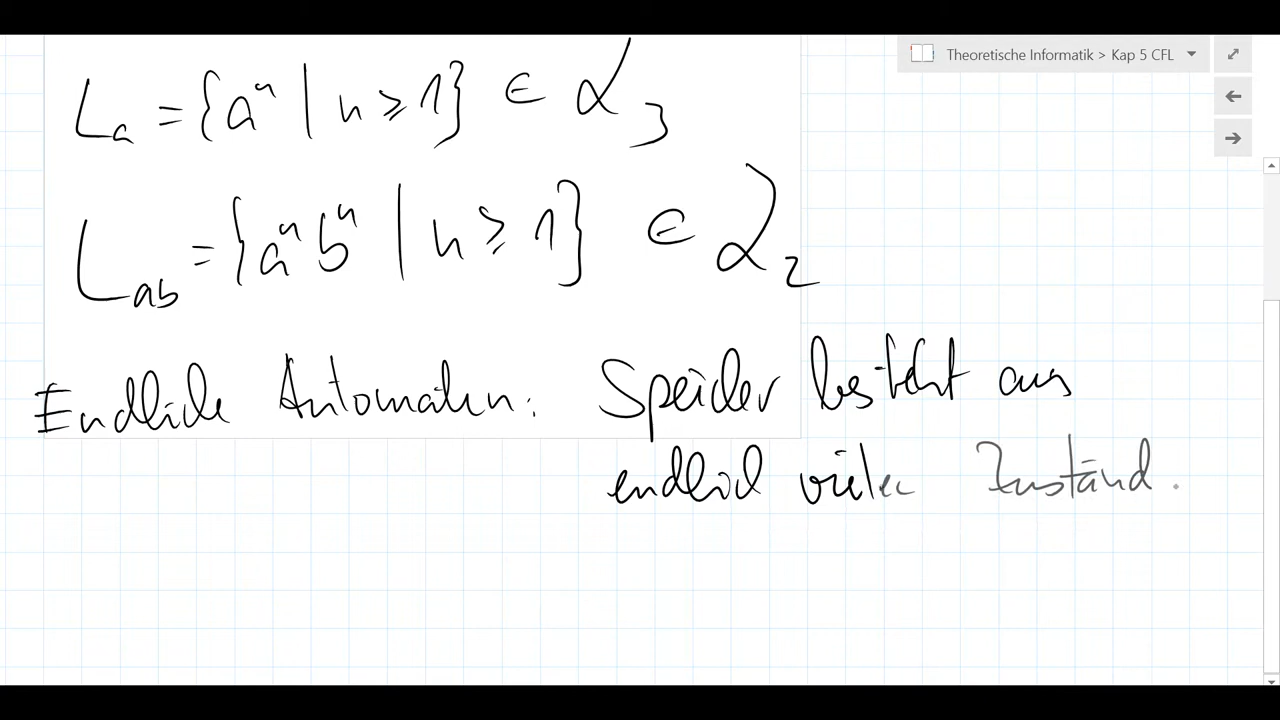 Theoretische Informatik > Kap 5 CFL
L_a = {a^n | n ≥ 1} ∈ ℒ_3
L_ab = {a^n b^n | n ≥ 1} ∈ ℒ_2
Endliche Automaten: Speicher besteht aus
endlich vielen Zuständ.